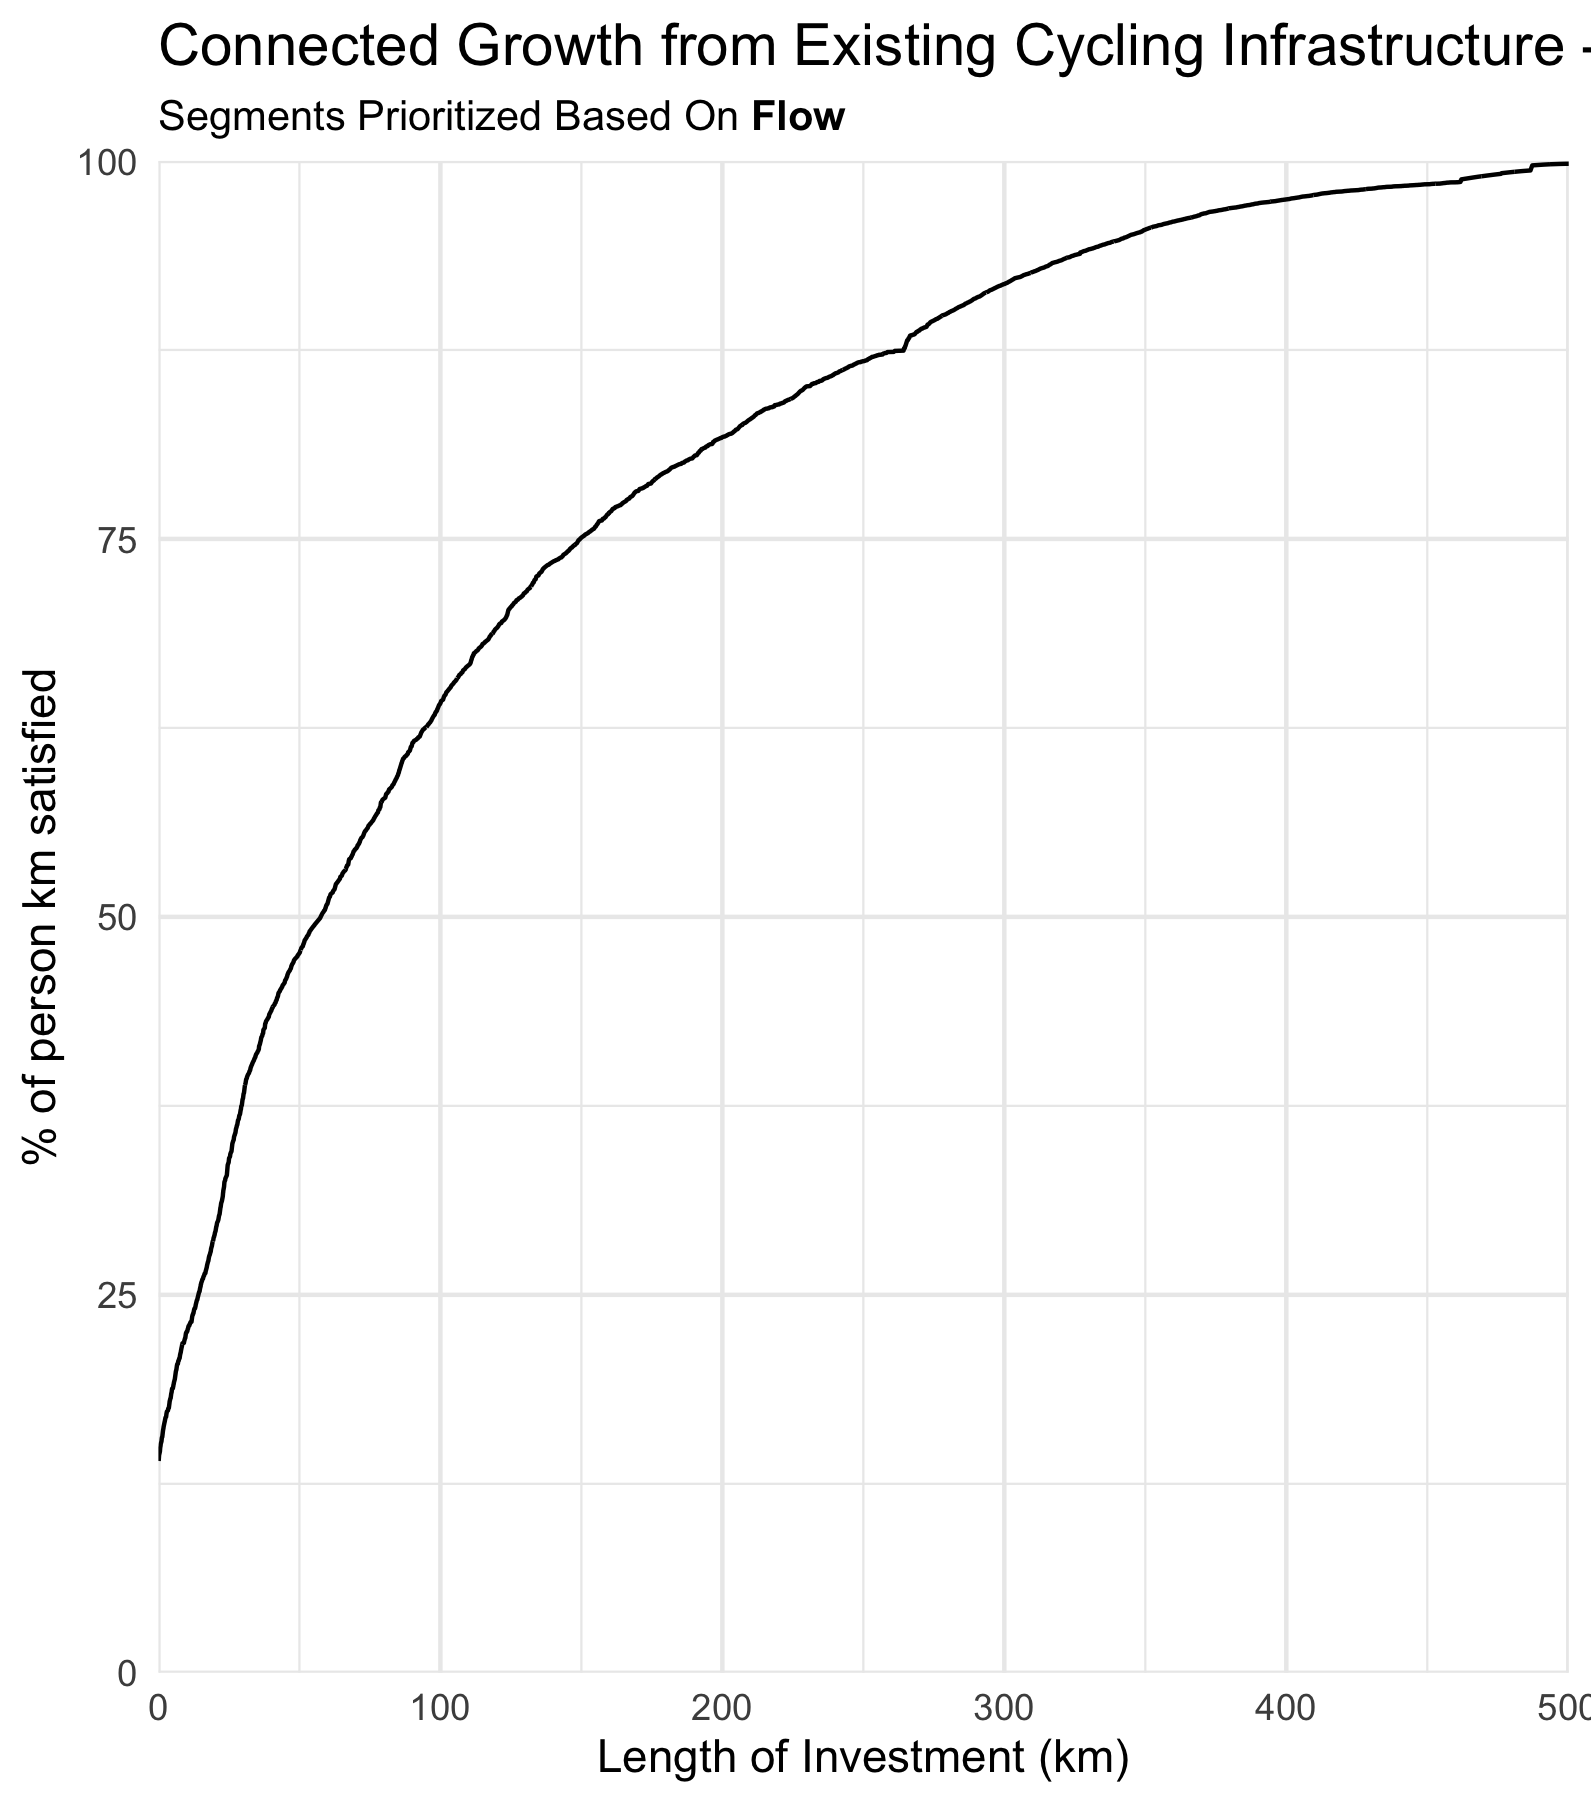 Connected Growth from Existing Cycling Infrastructure -
Segments Prioritized Based On Flow
100
75
50
25
0
% of person km satisfied
0 100 200 300 400 500
Length of Investment (km)